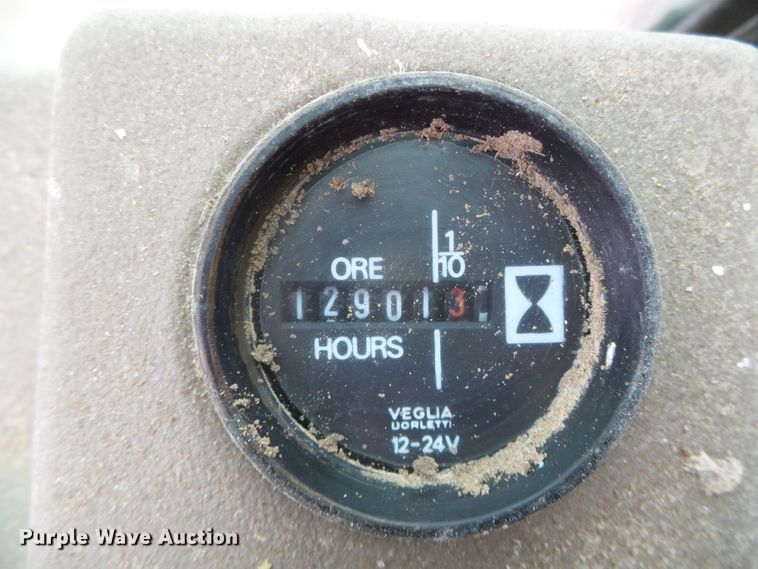 1
10
ORE
129013
HOURS
VEGLIA
BORLETTI
12-24V
Purple Wave Auction